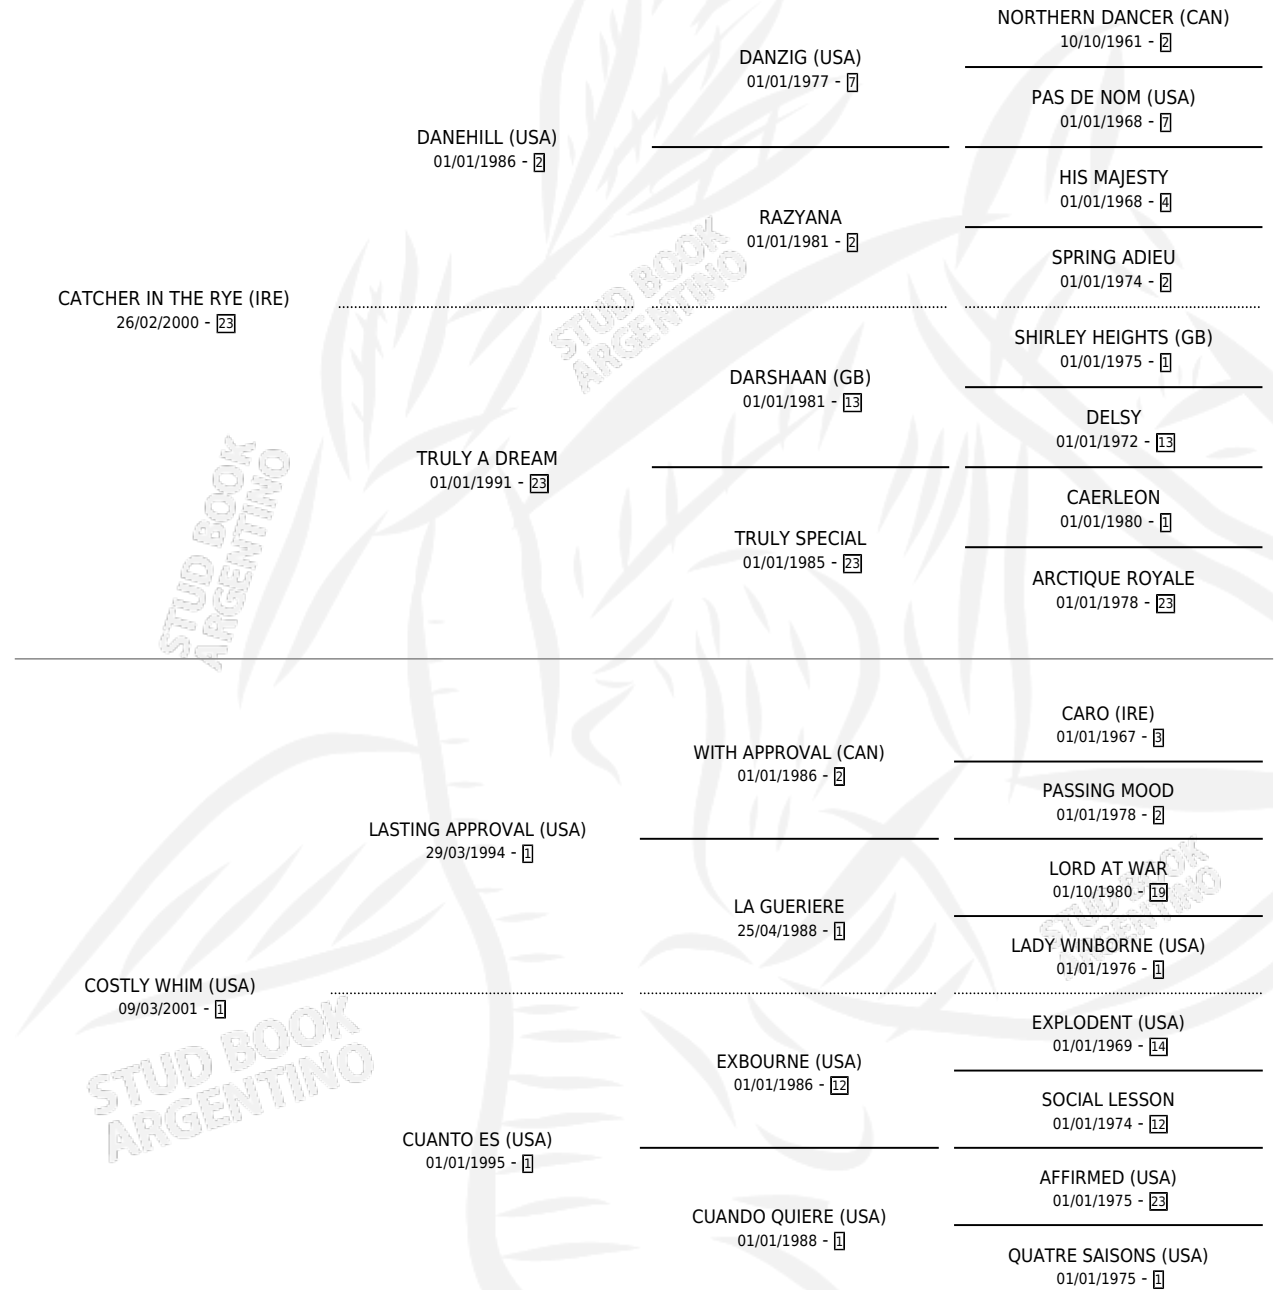 NORTHERN DANCER (CAN)
10/10/1961 - 2
DANZIG (USA)
01/01/1977 - 7
PAS DE NOM (USA)
01/01/1968 - 7
DANEHILL (USA)
01/01/1986 - 2
HIS MAJESTY
01/01/1968 - 4
RAZYANA
01/01/1981 - 2
SPRING ADIEU
01/01/1974 - 2
CATCHER IN THE RYE (IRE)
26/02/2000 - 23
SHIRLEY HEIGHTS (GB)
01/01/1975 - 1
DARSHAAN (GB)
01/01/1981 - 13
DELSY
01/01/1972 - 13
TRULY A DREAM
01/01/1991 - 23
CAERLEON
01/01/1980 - 1
TRULY SPECIAL
01/01/1985 - 23
ARCTIQUE ROYALE
01/01/1978 - 23
CARO (IRE)
01/01/1967 - 3
WITH APPROVAL (CAN)
01/01/1986 - 2
PASSING MOOD
01/01/1978 - 2
LASTING APPROVAL (USA)
29/03/1994 - 1
LORD AT WAR
01/10/1980 - 19
LA GUERIERE
25/04/1988 - 1
LADY WINBORNE (USA)
01/01/1976 - 1
COSTLY WHIM (USA)
09/03/2001 - 1
EXPLODENT (USA)
01/01/1969 - 14
EXBOURNE (USA)
01/01/1986 - 12
SOCIAL LESSON
01/01/1974 - 12
CUANTO ES (USA)
01/01/1995 - 1
AFFIRMED (USA)
01/01/1975 - 23
CUANDO QUIERE (USA)
01/01/1988 - 1
QUATRE SAISONS (USA)
01/01/1975 - 1
STUD BOOK
ARGENTINO
STUD BOOK
ARGENTINO
STUD BOOK
ARGENTINO
STUD BOOK
ARGENTINO